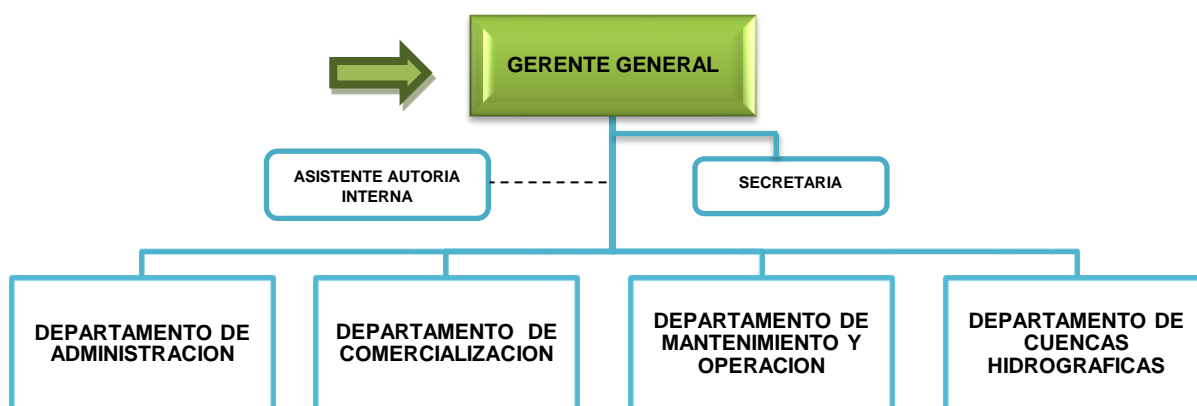 GERENTE GENERAL
ASISTENTE AUTORIA
INTERNA
SECRETARIA
DEPARTAMENTO DE
ADMINISTRACION
DEPARTAMENTO DE
COMERCIALIZACION
DEPARTAMENTO DE
MANTENIMIENTO Y
OPERACION
DEPARTAMENTO DE
CUENCAS
HIDROGRAFICAS